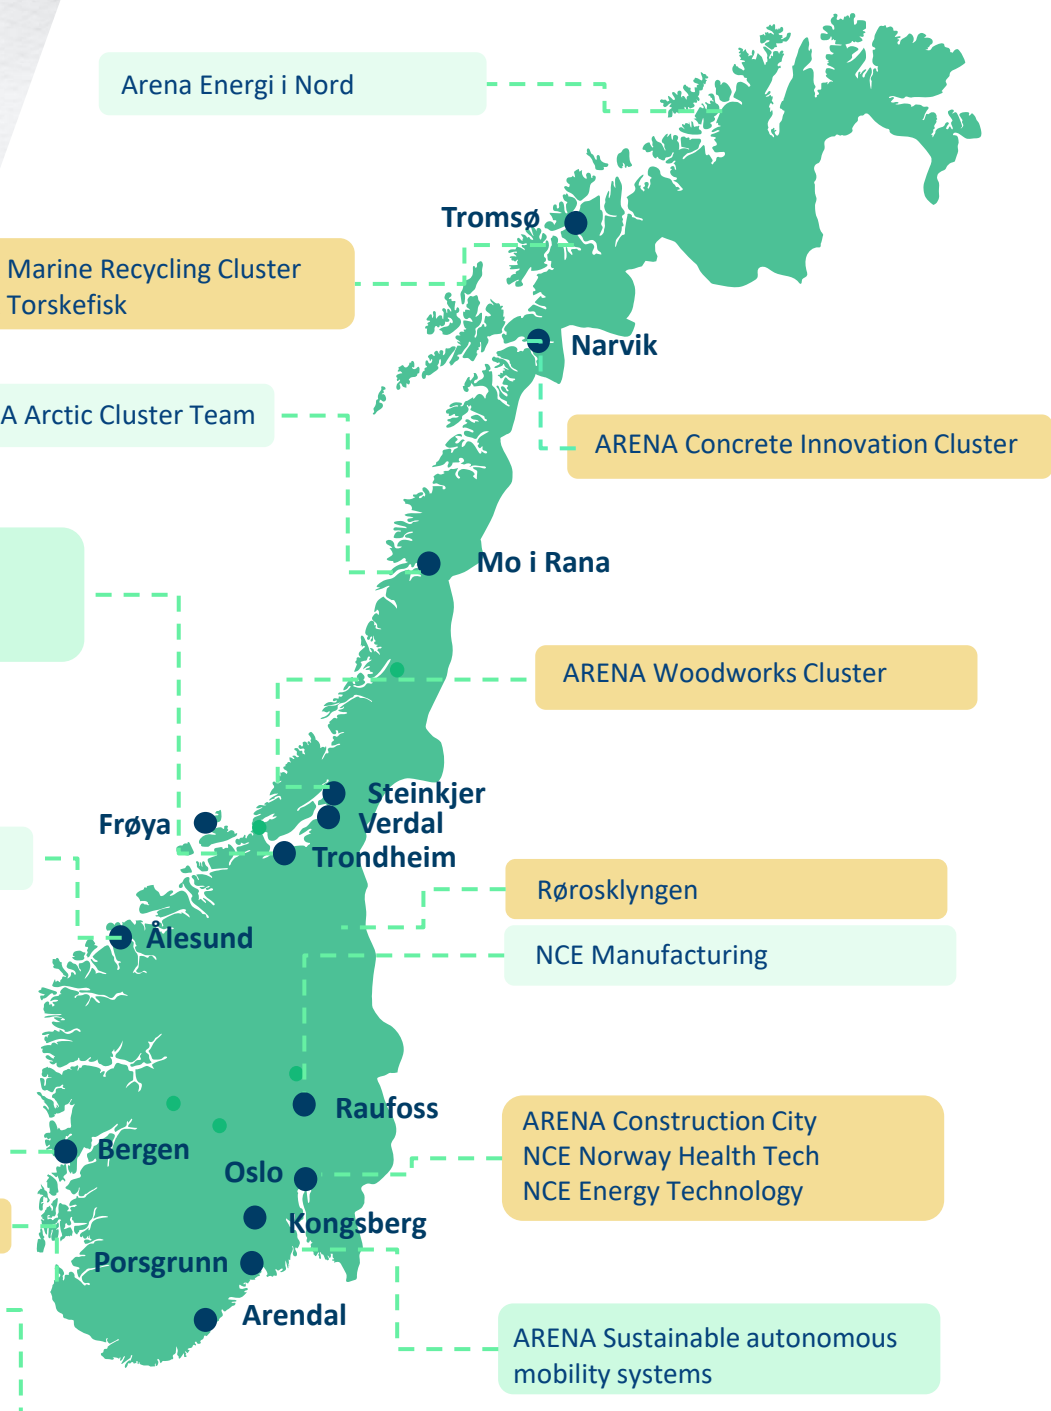 Arena Energi i Nord
Tromsø
Marine Recycling Cluster
Torskefisk
Narvik
A Arctic Cluster Team
ARENA Concrete Innovation Cluster
Mo i Rana
ARENA Woodworks Cluster
Steinkjer
Frøya
Verdal
Trondheim
Rørosklyngen
Ålesund
NCE Manufacturing
Raufoss
ARENA Construction City
NCE Norway Health Tech
NCE Energy Technology
Bergen
Oslo
Kongsberg
Porsgrunn
Arendal
ARENA Sustainable autonomous
mobility systems